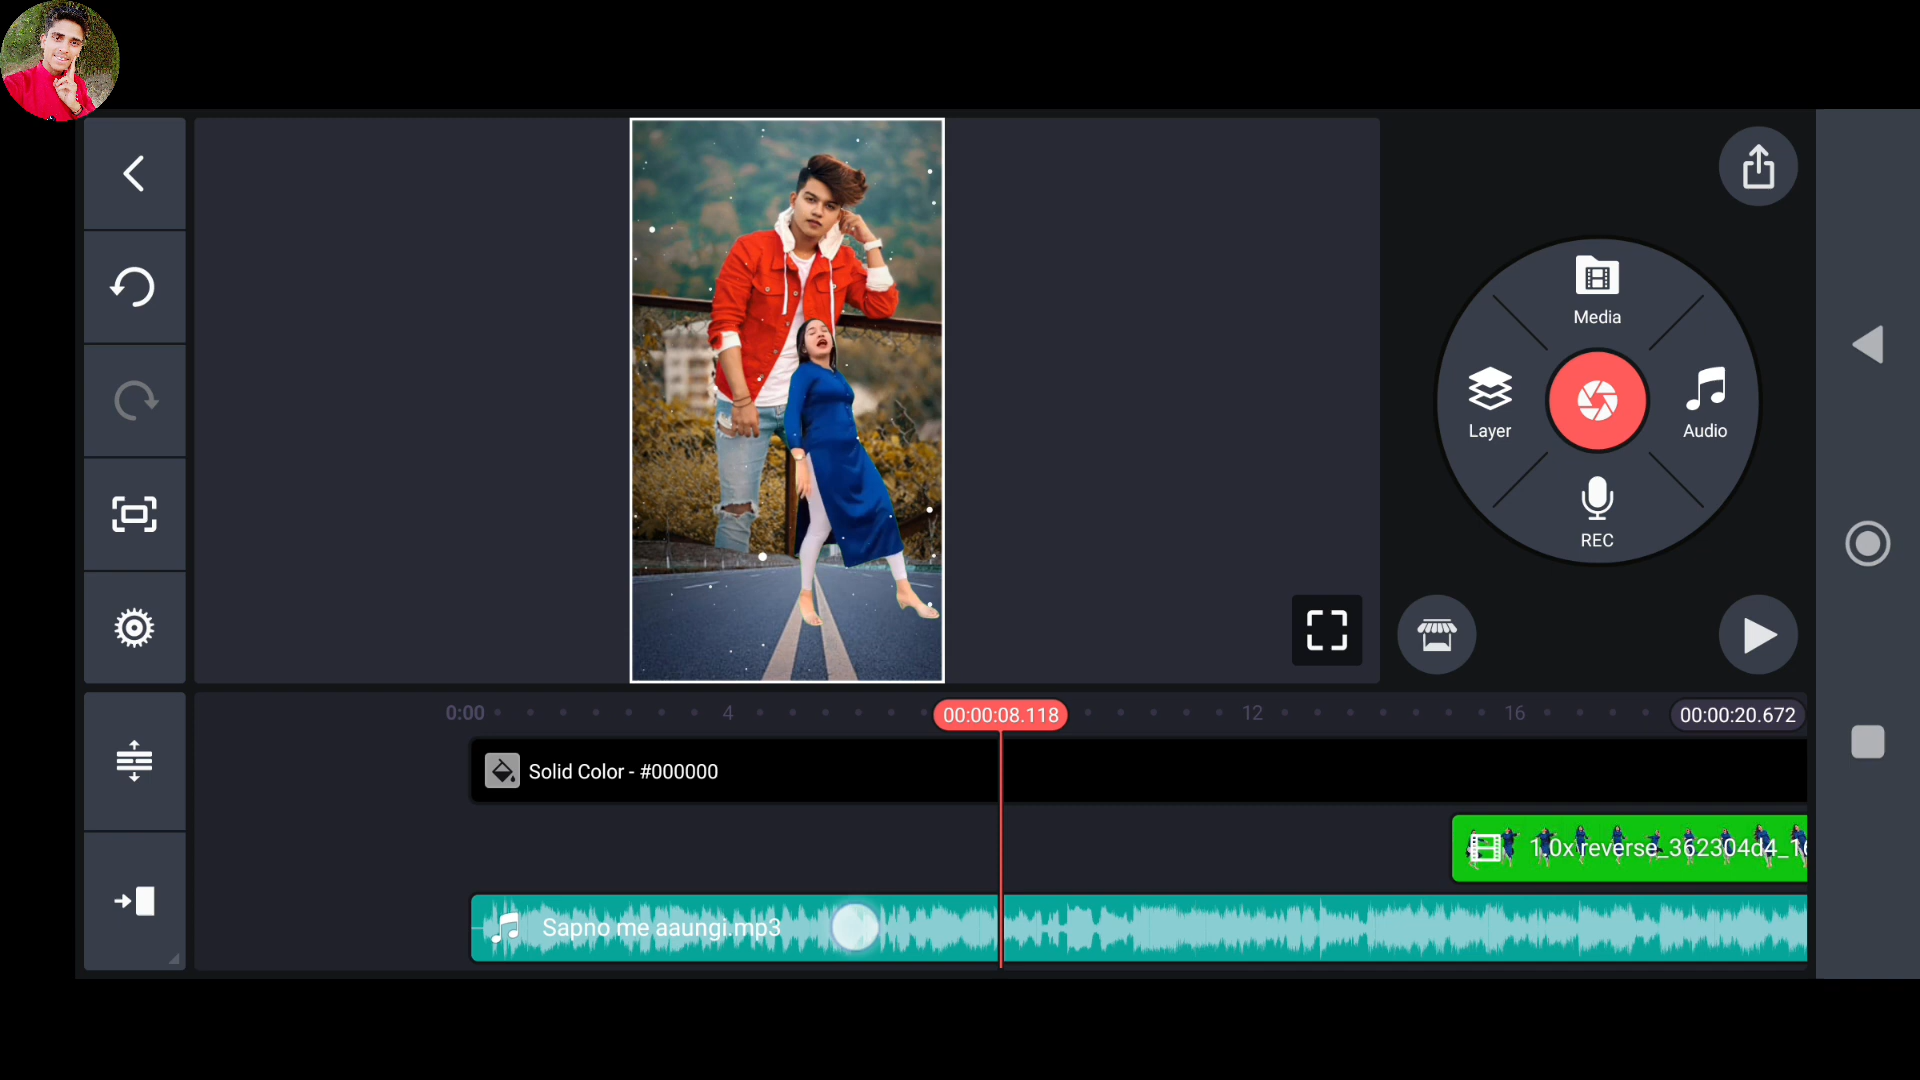 Media
Layer
Audio
REC
0:00
4
00:00:08.118
12
16
00:00:20.672
Solid Color - #000000
1.0x reverse_362304d4_16
Sapno me aaungi.mp3